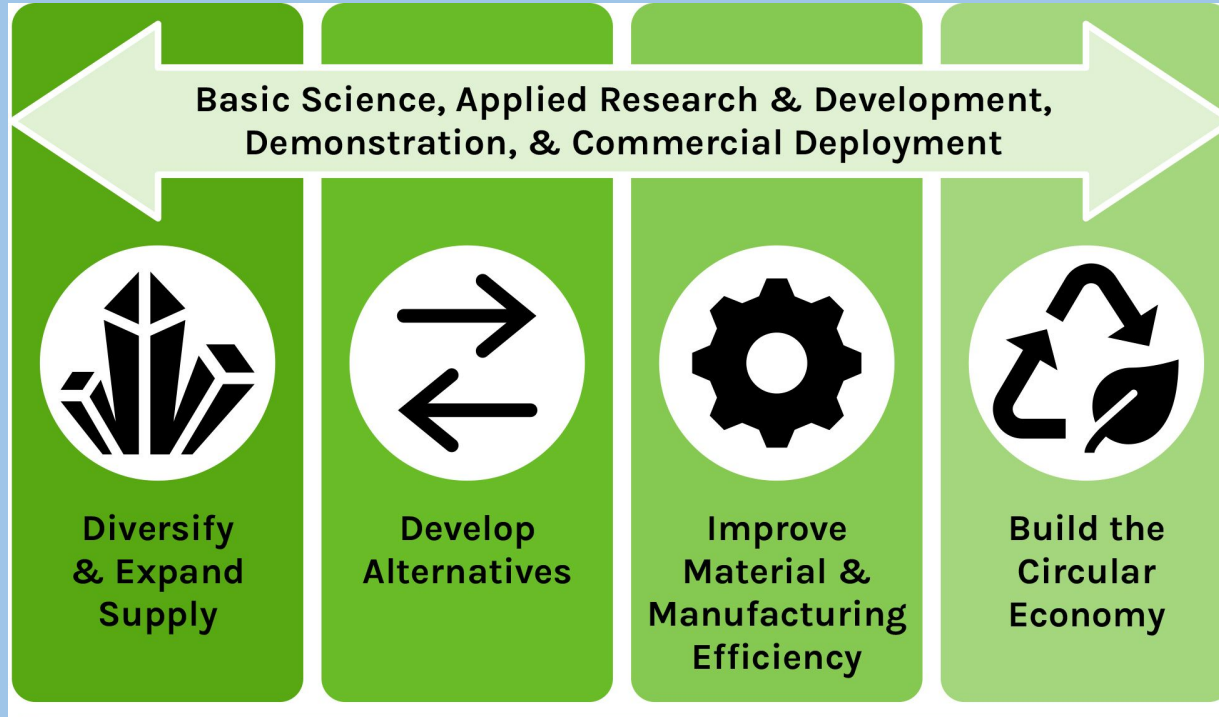 Basic Science, Applied Research & Development,
Demonstration, & Commercial Deployment
Diversify
& Expand
Supply
Develop
Alternatives
Improve
Material &
Manufacturing
Efficiency
Build the
Circular
Economy